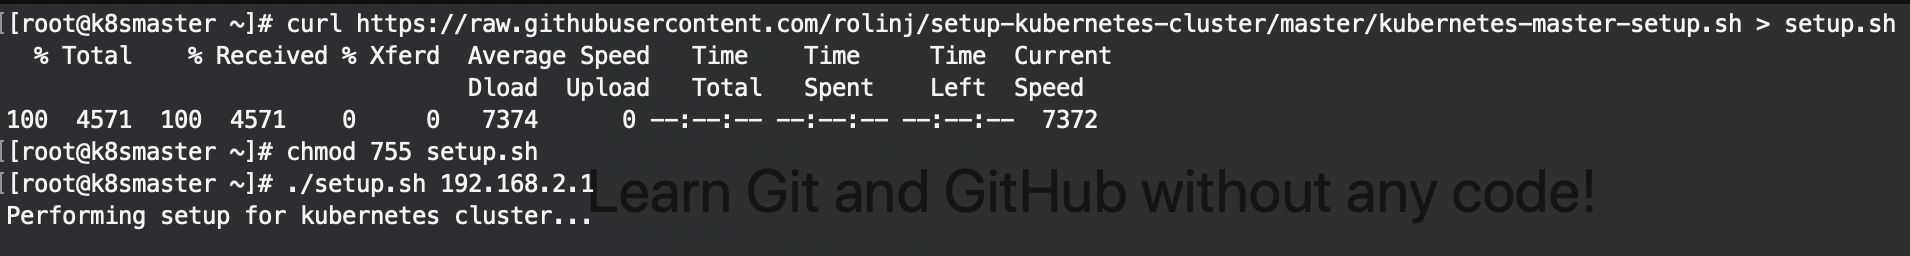 [[root@k8smaster ~]# curl https://raw.githubusercontent.com/rolinj/setup-kubernetes-cluster/master/kubernetes-master-setup.sh > setup.sh
  % Total    % Received % Xferd  Average Speed   Time    Time     Time  Current
                                 Dload  Upload   Total   Spent    Left  Speed
100  4571  100  4571    0     0   7374      0 --:--:-- --:--:-- --:--:--  7372
[[root@k8smaster ~]# chmod 755 setup.sh
[[root@k8smaster ~]# ./setup.sh 192.168.2.1
Learn Git and GitHub without any code!
Performing setup for kubernetes cluster...